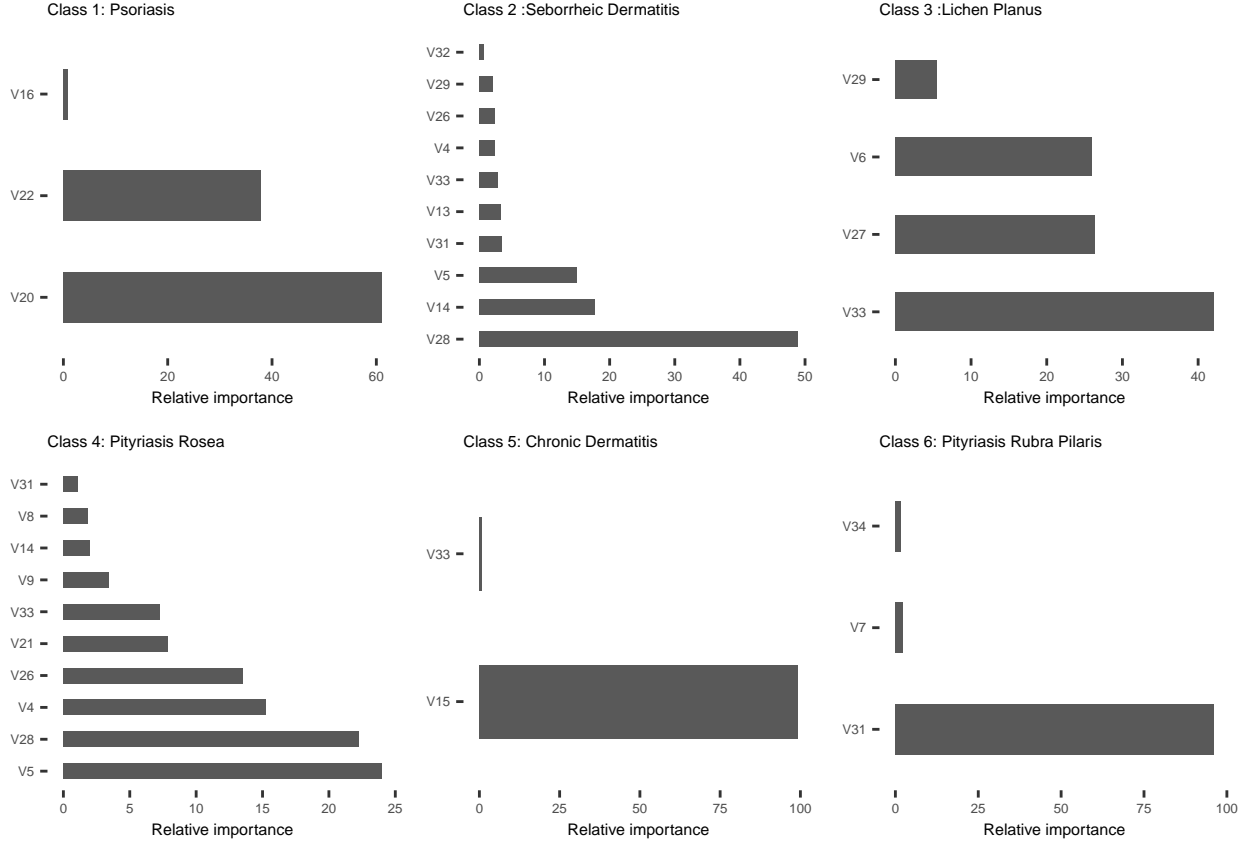 Class 1: Psoriasis
V16
V22
V20
0 20 40 60
Relative importance
Class 2 :Seborrheic Dermatitis
V32
V29
V26
V4
V33
V13
V31
V5
V14
V28
0 10 20 30 40 50
Relative importance
Class 3 :Lichen Planus
V29
V6
V27
V33
0 10 20 30 40
Relative importance
Class 4: Pityriasis Rosea
V31
V8
V14
V9
V33
V21
V26
V4
V28
V5
0 5 10 15 20 25
Relative importance
Class 5: Chronic Dermatitis
V33
V15
0 25 50 75 100
Relative importance
Class 6: Pityriasis Rubra Pilaris
V34
V7
V31
0 25 50 75 100
Relative importance